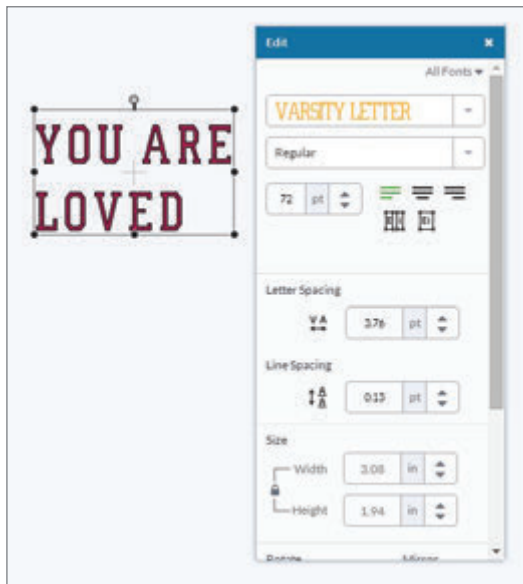 Edit
All Fonts
YOU ARE
LOVED
VARSITY LETTER
Regular
72 pt
Letter Spacing
VA 3.76 pt
Line Spacing
0.13 pt
Size
Width 3.08 in
Height 1.94 in
Rotate Mirror